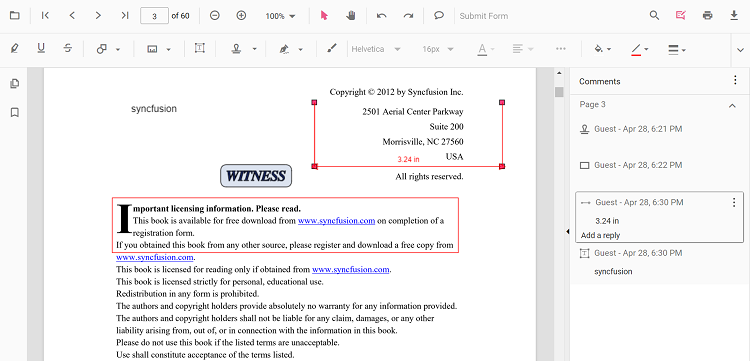 3 of 60
100%
Submit Form
Helvetica
16px
Comments
Page 3
Guest - Apr 28, 6:21 PM
Guest - Apr 28, 6:22 PM
Guest - Apr 28, 6:30 PM
3.24 in
Add a reply
Guest - Apr 28, 6:30 PM
syncfusion
Copyright © 2012 by Syncfusion Inc.
syncfusion
2501 Aerial Center Parkway
Suite 200
Morrisville, NC 27560
3.24 in
USA
WITNESS
All rights reserved.
Important licensing information. Please read.
This book is available for free download from www.syncfusion.com on completion of a
registration form.
If you obtained this book from any other source, please register and download a free copy from
www.syncfusion.com.
This book is licensed for reading only if obtained from www.syncfusion.com.
This book is licensed strictly for personal, educational use.
Redistribution in any form is prohibited.
The authors and copyright holders provide absolutely no warranty for any information provided.
The authors and copyright holders shall not be liable for any claim, damages, or any other
liability arising from, out of, or in connection with the information in this book.
Please do not use this book if the listed terms are unacceptable.
Use shall constitute acceptance of the terms listed.